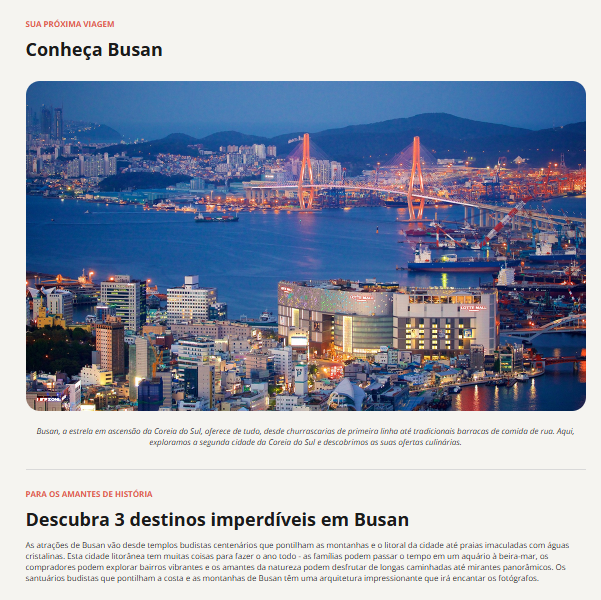 SUA PRÓXIMA VIAGEM
Conheça Busan
LOTTE MALL
Busan, a estrela em ascensão da Coreia do Sul, oferece de tudo, desde churrascarias de primeira linha até tradicionais barracas de comida de rua. Aqui,
exploramos a segunda cidade da Coreia do Sul e descobrimos as suas ofertas culinárias.
PARA OS AMANTES DE HISTÓRIA
Descubra 3 destinos imperdíveis em Busan
As atrações de Busan vão desde templos budistas centenários que pontilham as montanhas e o litoral da cidade até praias imaculadas com águas
cristalinas. Esta cidade litorânea tem muitas coisas para fazer o ano todo - as famílias podem passar o tempo em um aquário à beira-mar, os
compradores podem explorar bairros vibrantes e os amantes da natureza podem desfrutar de longas caminhadas até mirantes panorâmicos. Os
santuários budistas que pontilham a costa e as montanhas de Busan têm uma arquitetura impressionante que irá encantar os fotógrafos.